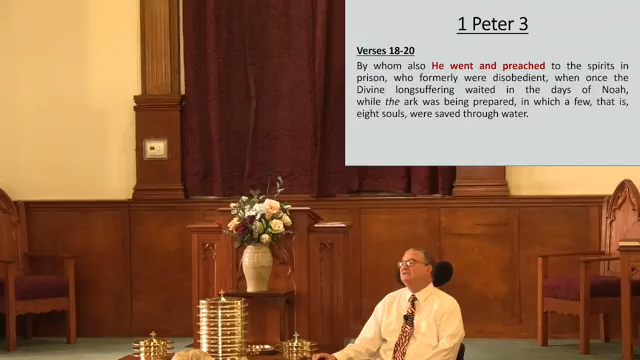 1 Peter 3
Verses 18-20
By whom also He went and preached to the spirits in
prison, who formerly were disobedient, when once the
Divine longsuffering waited in the days of Noah,
while the ark was being prepared, in which a few, that is,
eight souls, were saved through water.